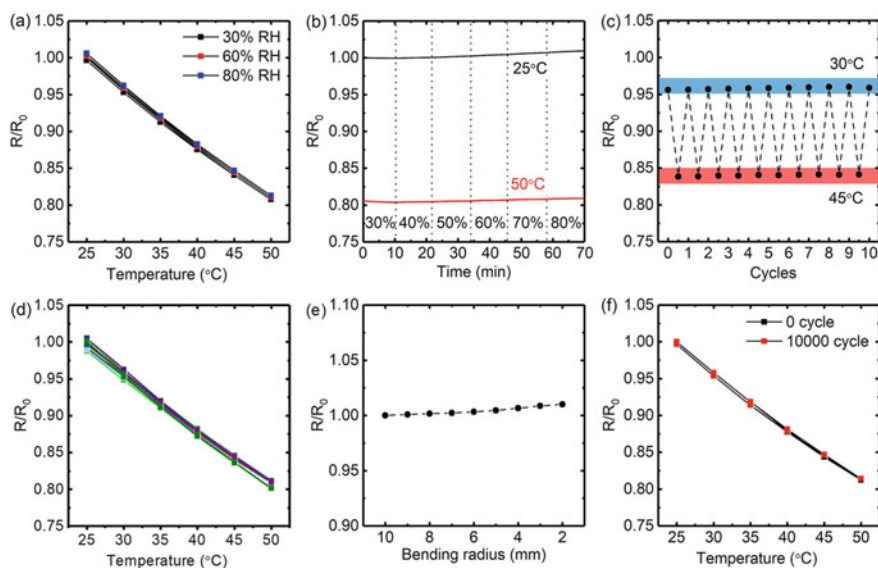 (a)
1.05
1.00
0.95
0.90
0.85
0.80
0.75
R/R0
30% RH
60% RH
80% RH
25 30 35 40 45 50
Temperature (°C)
(b)
1.05
1.00
0.95
0.90
0.85
0.80
0.75
R/R0
25°C
50°C
30% 40% 50% 60% 70% 80%
0 10 20 30 40 50 60 70
Time (min)
(c)
1.05
1.00
0.95
0.90
0.85
0.80
0.75
R/R0
30°C
45°C
0 1 2 3 4 5 6 7 8 9 10
Cycles
(d)
1.05
1.00
0.95
0.90
0.85
0.80
0.75
R/R0
25 30 35 40 45 50
Temperature (°C)
(e)
1.10
1.05
1.00
0.95
0.90
R/R0
10 8 6 4 2
Bending radius (mm)
(f)
1.05
1.00
0.95
0.90
0.85
0.80
0.75
R/R0
0 cycle
10000 cycle
25 30 35 40 45 50
Temperature (°C)